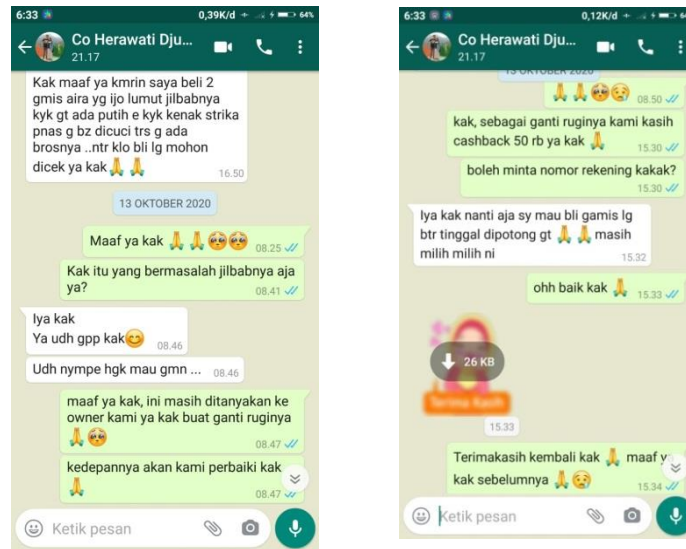 6:33
0,39K/d
64%
Co Herawati Dju...
21.17
Kak maaf ya kmrin saya beli 2
gmis aira yg ijo lumut jilbabnya
kyk gt ada putih e kyk kenak strika
pnas g bz dicuci trs g ada
brosnya ..ntr klo bli lg mohon
dicek ya kak
16.50
13 OKTOBER 2020
Maaf ya kak
08.25
Kak itu yang bermasalah jilbabnya aja
ya?
08.41
Iya kak
Ya udh gpp kak
08.46
Udh nympe hgk mau gmn ...
08.46
maaf ya kak, ini masih ditanyakan ke
owner kami ya kak buat ganti ruginya
08.47
kedepannya akan kami perbaiki kak
08.47
Ketik pesan
6:33
0,12K/d
Co Herawati Dju...
21.17
13 OKTOBER 2020
08.50
kak, sebagai ganti ruginya kami kasih
cashback 50 rb ya kak
15.30
boleh minta nomor rekening kakak?
15.30
Iya kak nanti aja sy mau bli gamis lg
btr tinggal dipotong gt masih
milih milih ni
15.32
ohh baik kak
15.33
26 KB
Terima Kasih
15.33
Terimakasih kembali kak maaf
kak sebelumnya
15.34
Ketik pesan